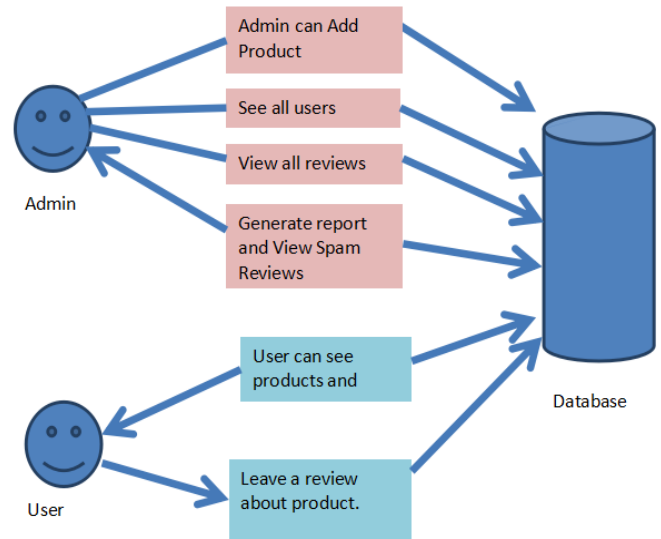 Admin can Add
Product
See all users
View all reviews
Admin
Generate report
and View Spam
Reviews
User can see
products and
Database
Leave a review
about product.
User